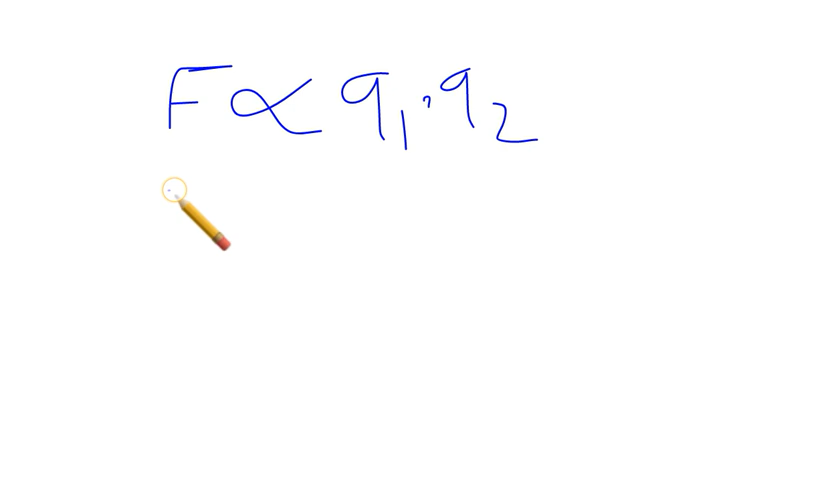 F ∝ q₁ · q₂